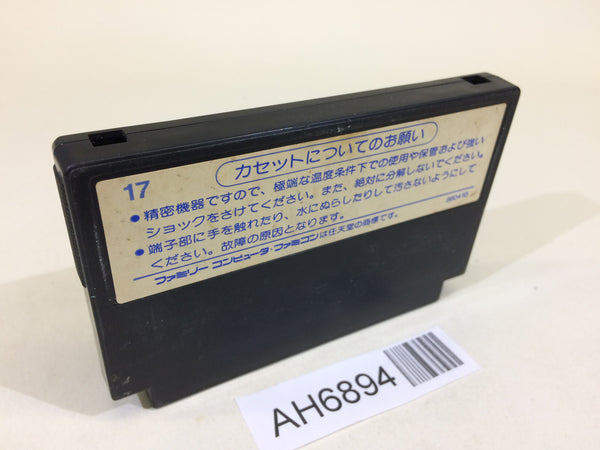 17
カセットについてのお願い
●精密機器ですので、極端な温度条件下での使用や保管および強い
ショックをさけてください。また、絶対に分解しないでください。
●端子部に手を触れたり、水にぬらしたりして汚さないようにして
ください。故障の原因となります。
ファミリーコンピュータ・ファミコンは任天堂の商標です。
AH6894